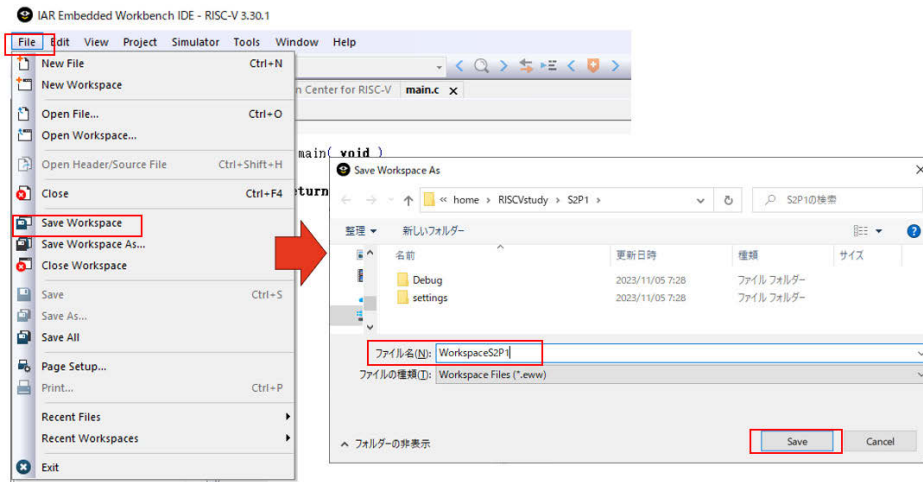 IAR Embedded Workbench IDE - RISC-V 3.30.1
File Edit View Project Simulator Tools Window Help
New File Ctrl+N
New Workspace
Open File... Ctrl+O
Open Workspace...
Open Header/Source File Ctrl+Shift+H
Close Ctrl+F4
Save Workspace
Save Workspace As...
Close Workspace
Save Ctrl+S
Save As...
Save All
Page Setup...
Print... Ctrl+P
Recent Files
Recent Workspaces
Exit
n Center for RISC-V main.c
main( void )
turn
Save Workspace As
« home › RISCVstudy › S2P1 ›
S2P1の検索
整理 新しいフォルダー
名前 更新日時 種類 サイズ
Debug 2023/11/05 7:28 ファイル フォルダー
settings 2023/11/05 7:28 ファイル フォルダー
ファイル名(N): WorkspaceS2P1
ファイルの種類(T): Workspace Files (*.eww)
フォルダーの非表示
Save Cancel